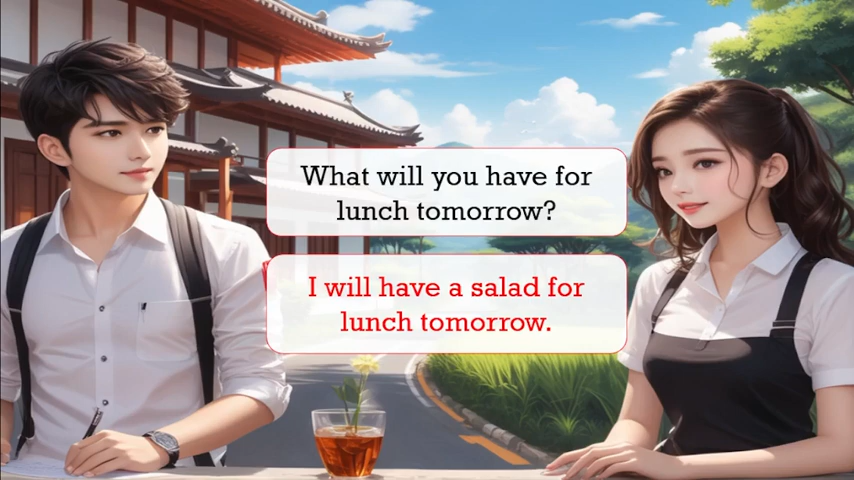 What will you have for
lunch tomorrow?
I will have a salad for
lunch tomorrow.